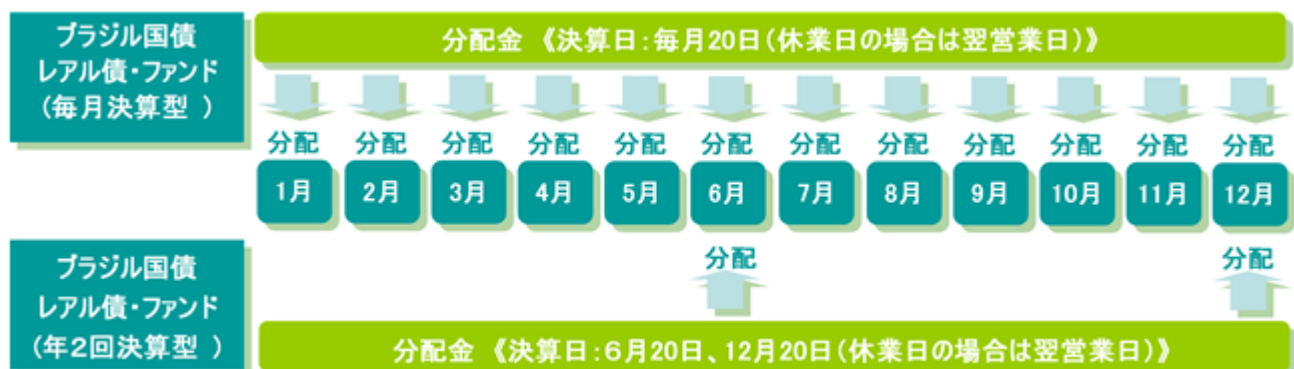 ブラジル国債
レアル債・ファンド
(毎月決算型 )
分配金 《決算日:毎月20日(休業日の場合は翌営業日)》
分配 分配 分配 分配 分配 分配 分配 分配 分配 分配 分配 分配
1月 2月 3月 4月 5月 6月 7月 8月 9月 10月 11月 12月
ブラジル国債
レアル債・ファンド
(年2回決算型 )
分配 分配
分配金 《決算日:6月20日、12月20日(休業日の場合は翌営業日)》